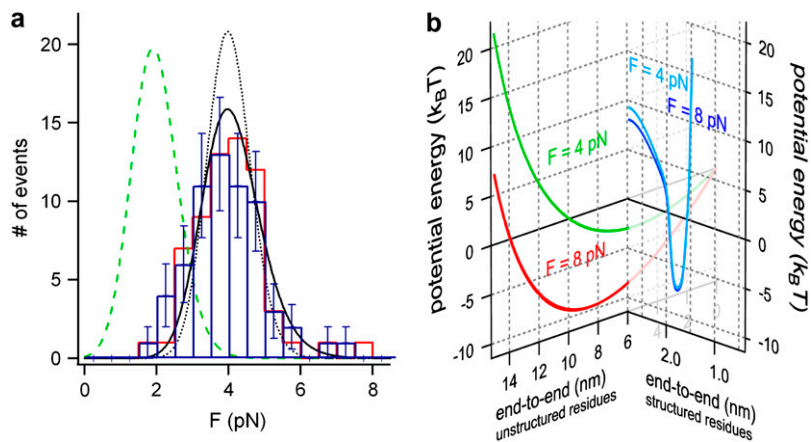 a
# of events
20
15
10
5
0
0
2
4
6
8
F (pN)
b
potential energy (kBT)
20
15
10
5
0
-5
-10
F = 4 pN
F = 8 pN
F = 4 pN
F = 8 pN
14
12
10
8
6
end-to-end (nm)
unstructured residues
2.0
1.0
end-to-end (nm)
structured residues
20
15
10
5
0
-5
-10
potential energy (kBT)